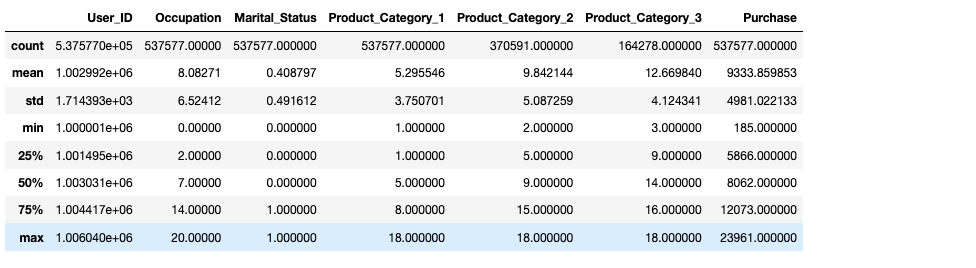 User_ID Occupation Marital_Status Product_Category_1 Product_Category_2 Product_Category_3 Purchase
count 5.375770e+05 537577.00000 537577.000000 537577.000000 370591.000000 164278.000000 537577.000000
mean 1.002992e+06 8.08271 0.408797 5.295546 9.842144 12.669840 9333.859853
std 1.714393e+03 6.52412 0.491612 3.750701 5.087259 4.124341 4981.022133
min 1.000001e+06 0.00000 0.000000 1.000000 2.000000 3.000000 185.000000
25% 1.001495e+06 2.00000 0.000000 1.000000 5.000000 9.000000 5866.000000
50% 1.003031e+06 7.00000 0.000000 5.000000 9.000000 14.000000 8062.000000
75% 1.004417e+06 14.00000 1.000000 8.000000 15.000000 16.000000 12073.000000
max 1.006040e+06 20.00000 1.000000 18.000000 18.000000 18.000000 23961.000000